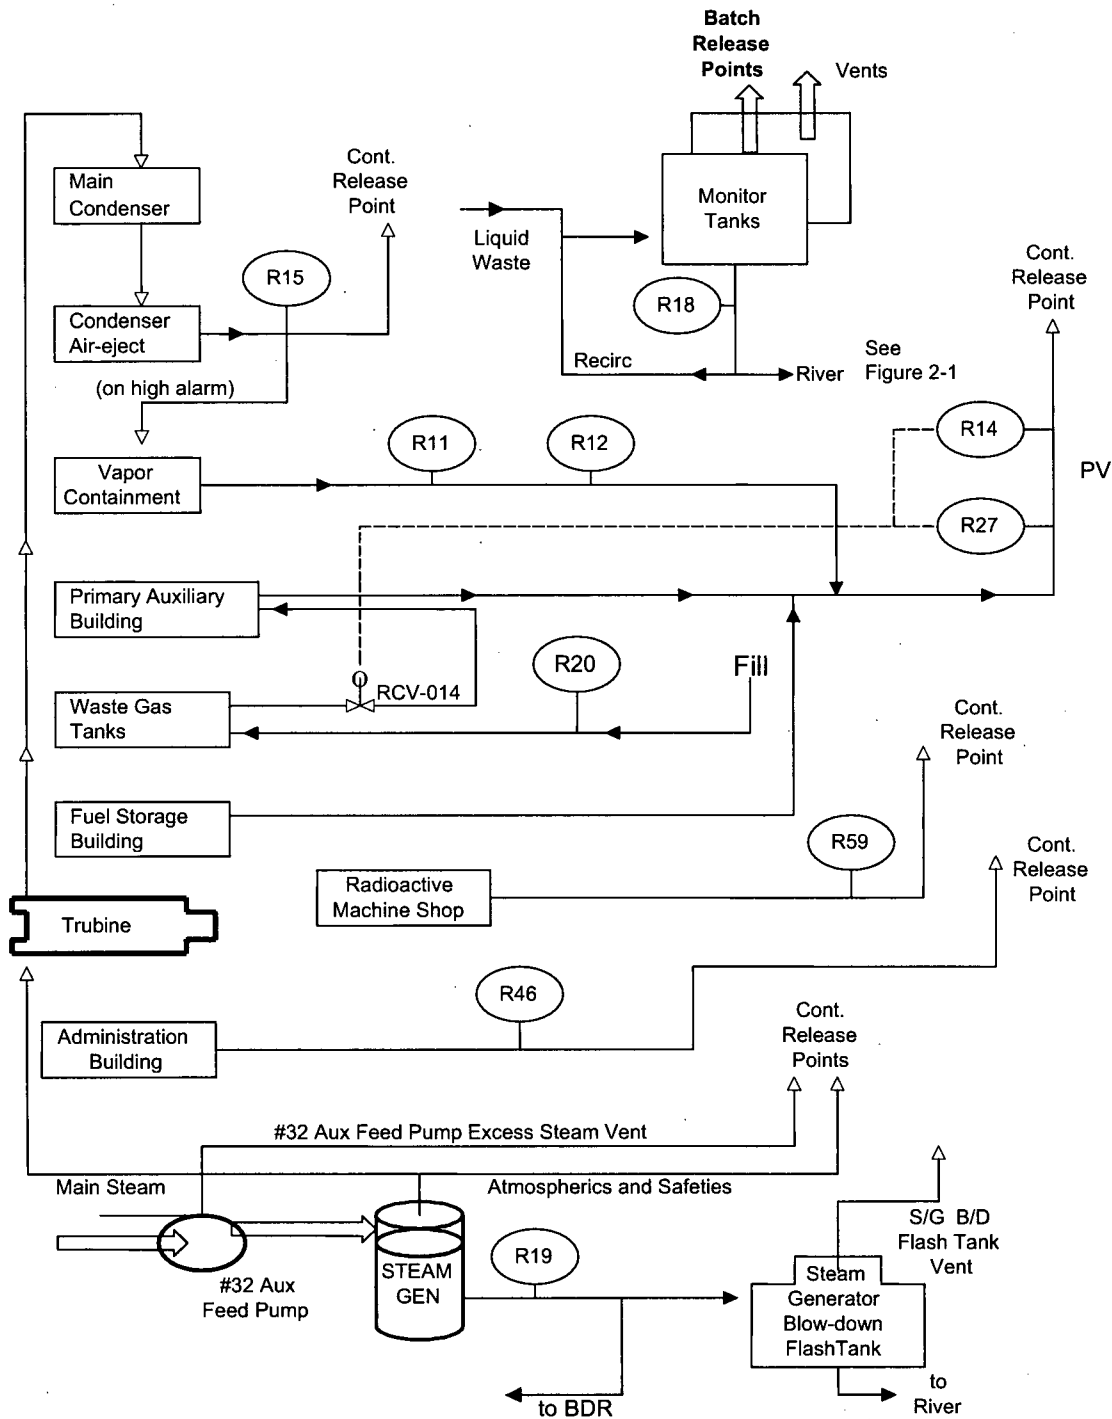 Batch
Release
Points
Vents
Main
Condenser
Cont.
Release
Point
Monitor
Tanks
Liquid
Waste
R15
R18
Cont.
Release
Point
Condenser
Air-eject
Recirc
River
See
Figure 2-1
(on high alarm)
R11
R12
R14
PV
Vapor
Containment
R27
Primary Auxiliary
Building
R20
Fill
RCV-014
Waste Gas
Tanks
Cont.
Release
Point
Fuel Storage
Building
R59
Cont.
Release
Point
Radioactive
Machine Shop
Trubine
R46
Administration
Building
Cont.
Release
Points
#32 Aux Feed Pump Excess Steam Vent
Main Steam
Atmospherics and Safeties
S/G B/D
Flash Tank
Vent
#32 Aux
Feed Pump
STEAM
GEN
R19
Steam
Generator
Blow-down
FlashTank
to BDR
to
River